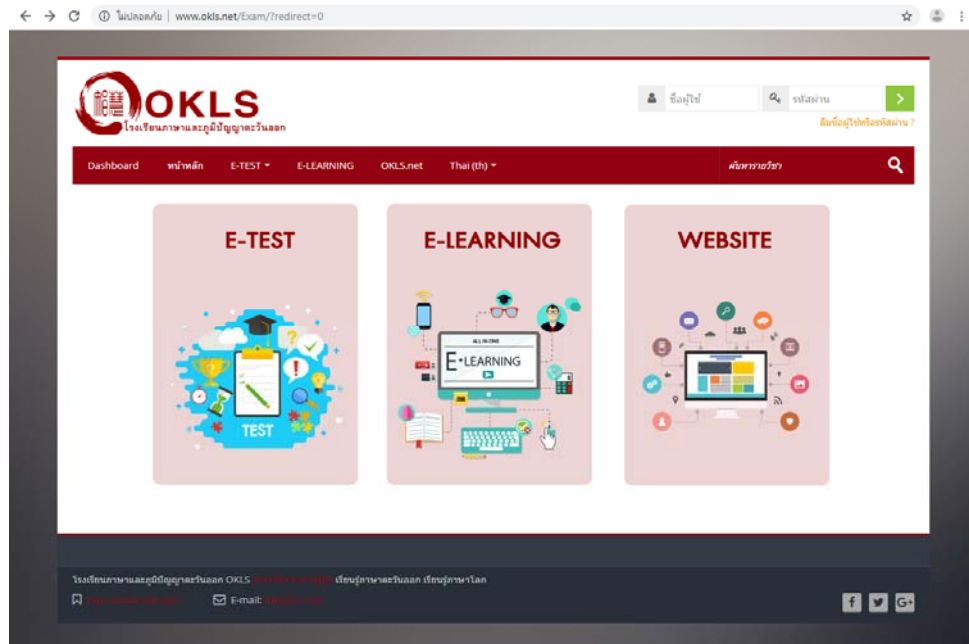 ไม่ปลอดภัย | www.okls.net/Exam/?redirect=0
OKLS
โรงเรียนภาษาและภูมิปัญญาตะวันออก
ชื่อผู้ใช้ รหัสผ่าน
ลืมชื่อผู้ใช้หรือรหัสผ่าน ?
Dashboard หน้าหลัก E-TEST E-LEARNING OKLS.net Thai (th) ค้นหารายวิชา
E-TEST E-LEARNING WEBSITE
ALL IN ONE
E-LEARNING
TEST
โรงเรียนภาษาและภูมิปัญญาตะวันออก OKLS เรียนรู้ภาษาตะวันออก เรียนรู้ภาษาโลก
E-mail:
f G+